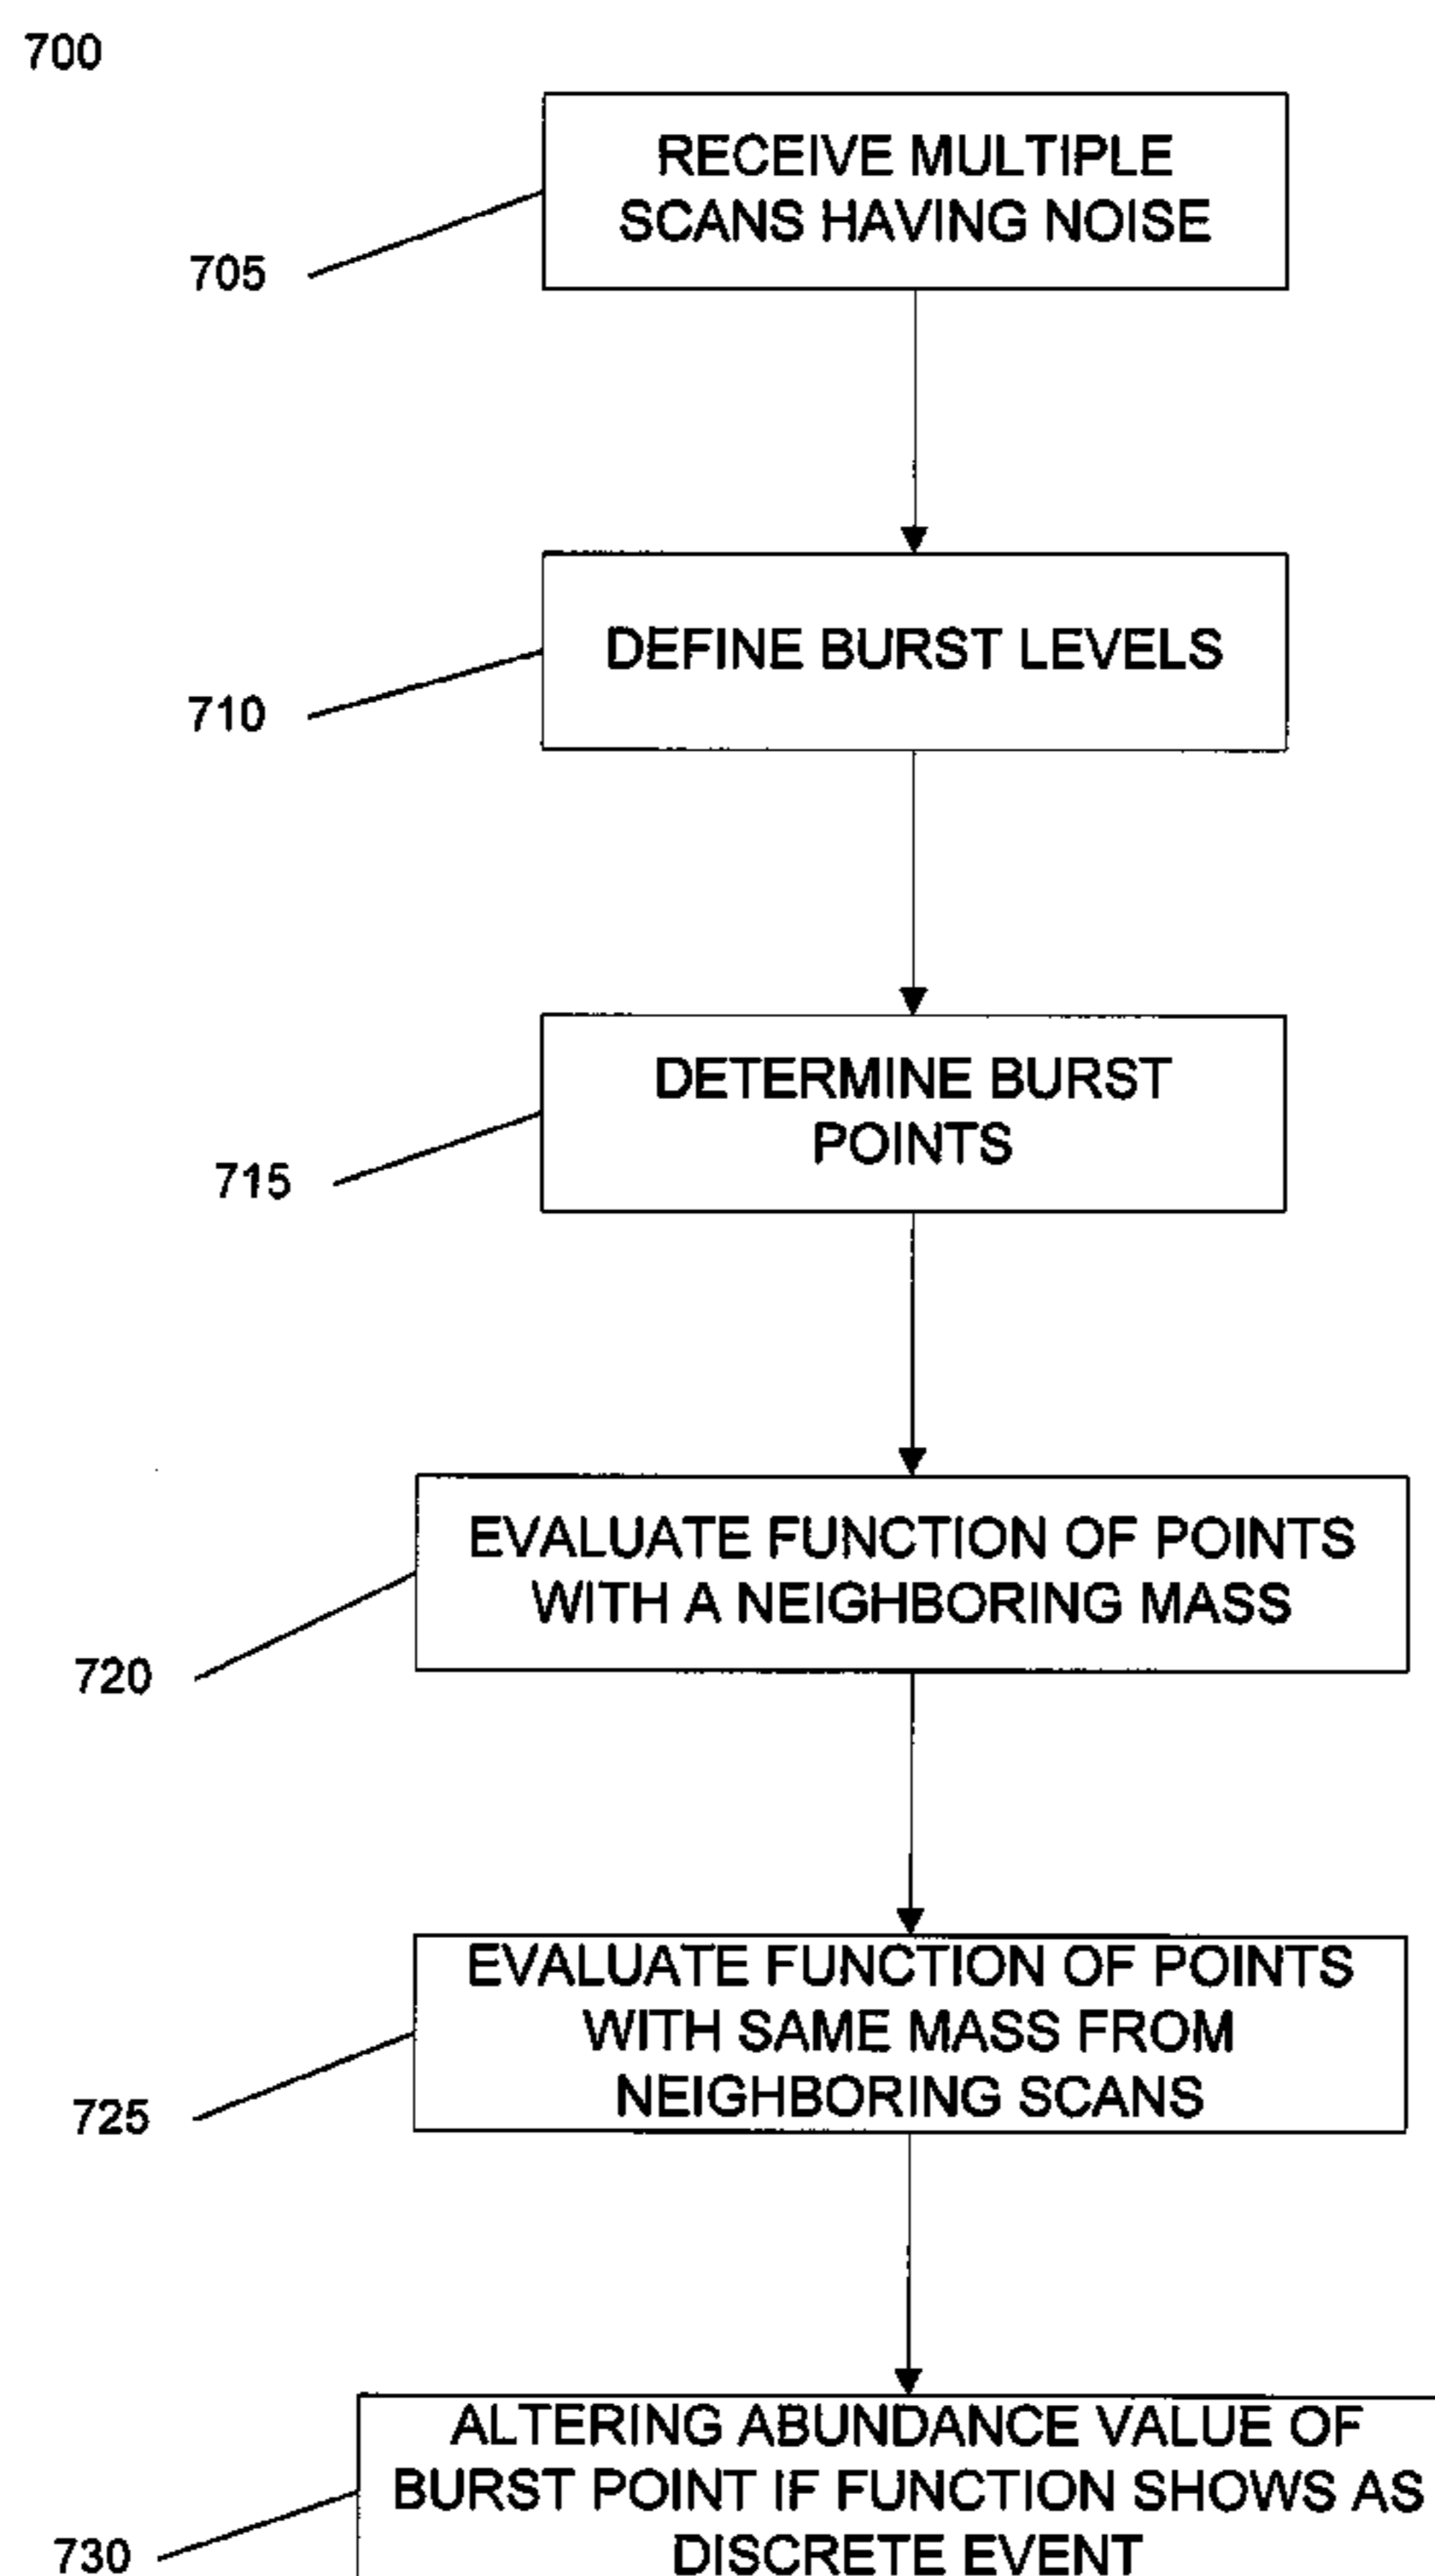 700
RECEIVE MULTIPLE
SCANS HAVING NOISE
705
DEFINE BURST LEVELS
710
DETERMINE BURST
POINTS
715
EVALUATE FUNCTION OF POINTS
WITH A NEIGHBORING MASS
720
EVALUATE FUNCTION OF POINTS
WITH SAME MASS FROM
NEIGHBORING SCANS
725
ALTERING ABUNDANCE VALUE OF
BURST POINT IF FUNCTION SHOWS AS
DISCRETE EVENT
730